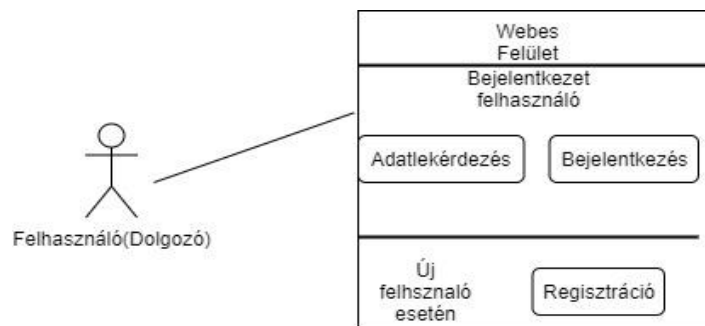 Webes
Felület
Bejelentkezet
felhasználó
Adatlekérdezés
Bejelentkezés
Felhasználó(Dolgozó)
Új
felhsznaló
esetén
Regisztráció